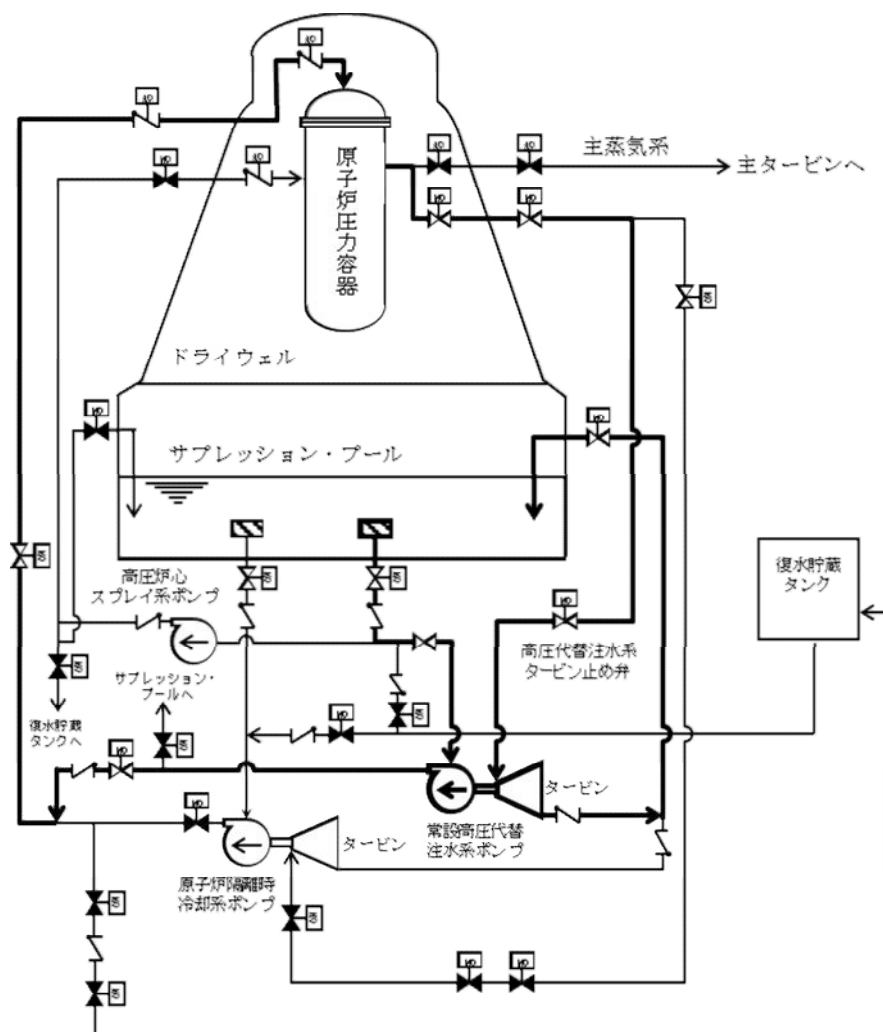 主蒸気系
主タービンへ
原子炉圧力容器
ドライウェル
サプレッション・プール
高圧炉心
スプレイ系ポンプ
復水貯蔵
タンク
高圧代替注水系
タービン止め弁
サプレッション・
プールへ
復水貯蔵
タンクへ
タービン
常設高圧代替
注水系ポンプ
タービン
原子炉隔離時
冷却系ポンプ